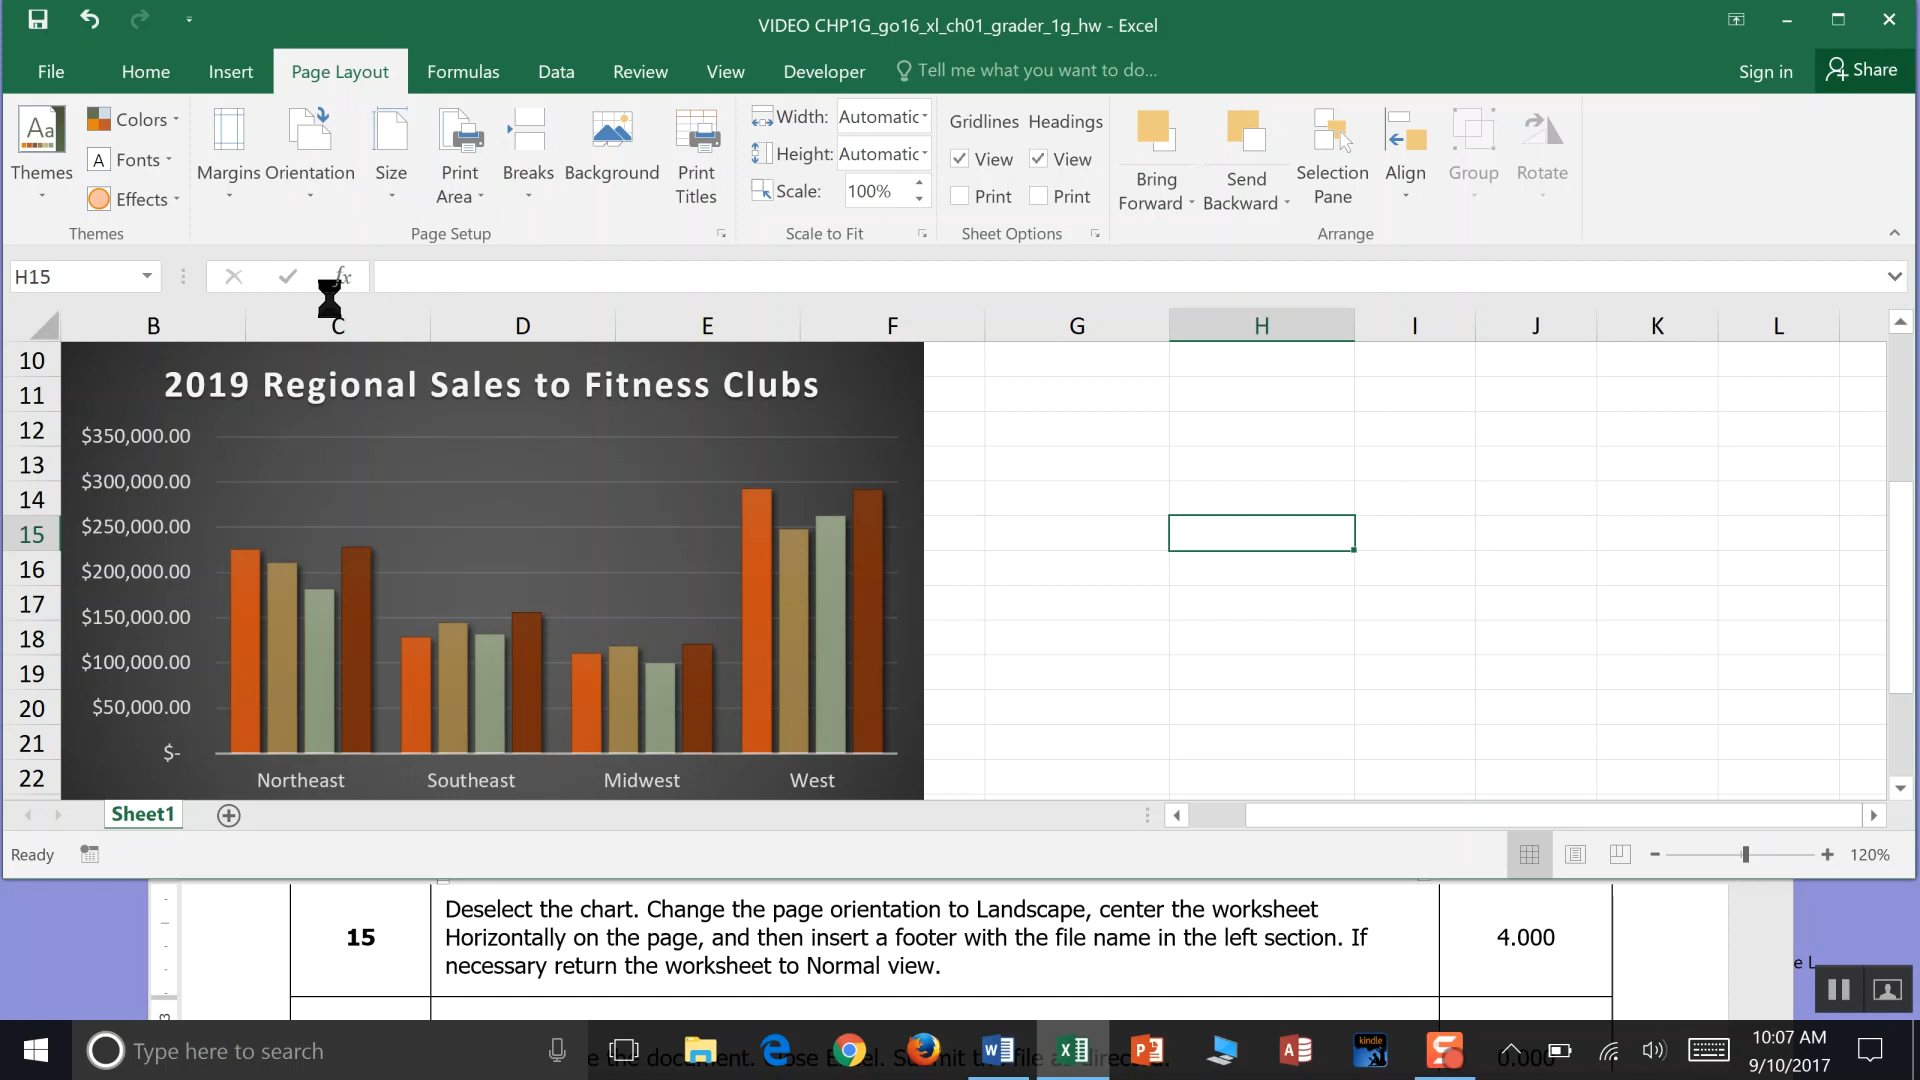 VIDEO CHP1G_go16_xl_ch01_grader_1g_hw - Excel
File Home Insert Page Layout Formulas Data Review View Developer Tell me what you want to do... Sign in Share
Aa Colors Width: Automatic Gridlines Headings
A Fonts Height: Automatic View View
Themes Margins Orientation Size Print Area Breaks Background Print Titles Bring Forward Send Backward Selection Pane Align Group Rotate
Effects Scale: 100% Print Print
Themes Page Setup Scale to Fit Sheet Options Arrange
H15 fx
B C D E F G H I J K L
10
2019 Regional Sales to Fitness Clubs
11
12 $350,000.00
13
14 $300,000.00
15 $250,000.00
16 $200,000.00
17 $150,000.00
18
19 $100,000.00
20 $50,000.00
21 $-
22 Northeast Southeast Midwest West
Sheet1
Ready 120%
15
Deselect the chart. Change the page orientation to Landscape, center the worksheet
Horizontally on the page, and then insert a footer with the file name in the left section. If
necessary return the worksheet to Normal view.
4.000
e L
3
Type here to search
kindle
10:07 AM
9/10/2017